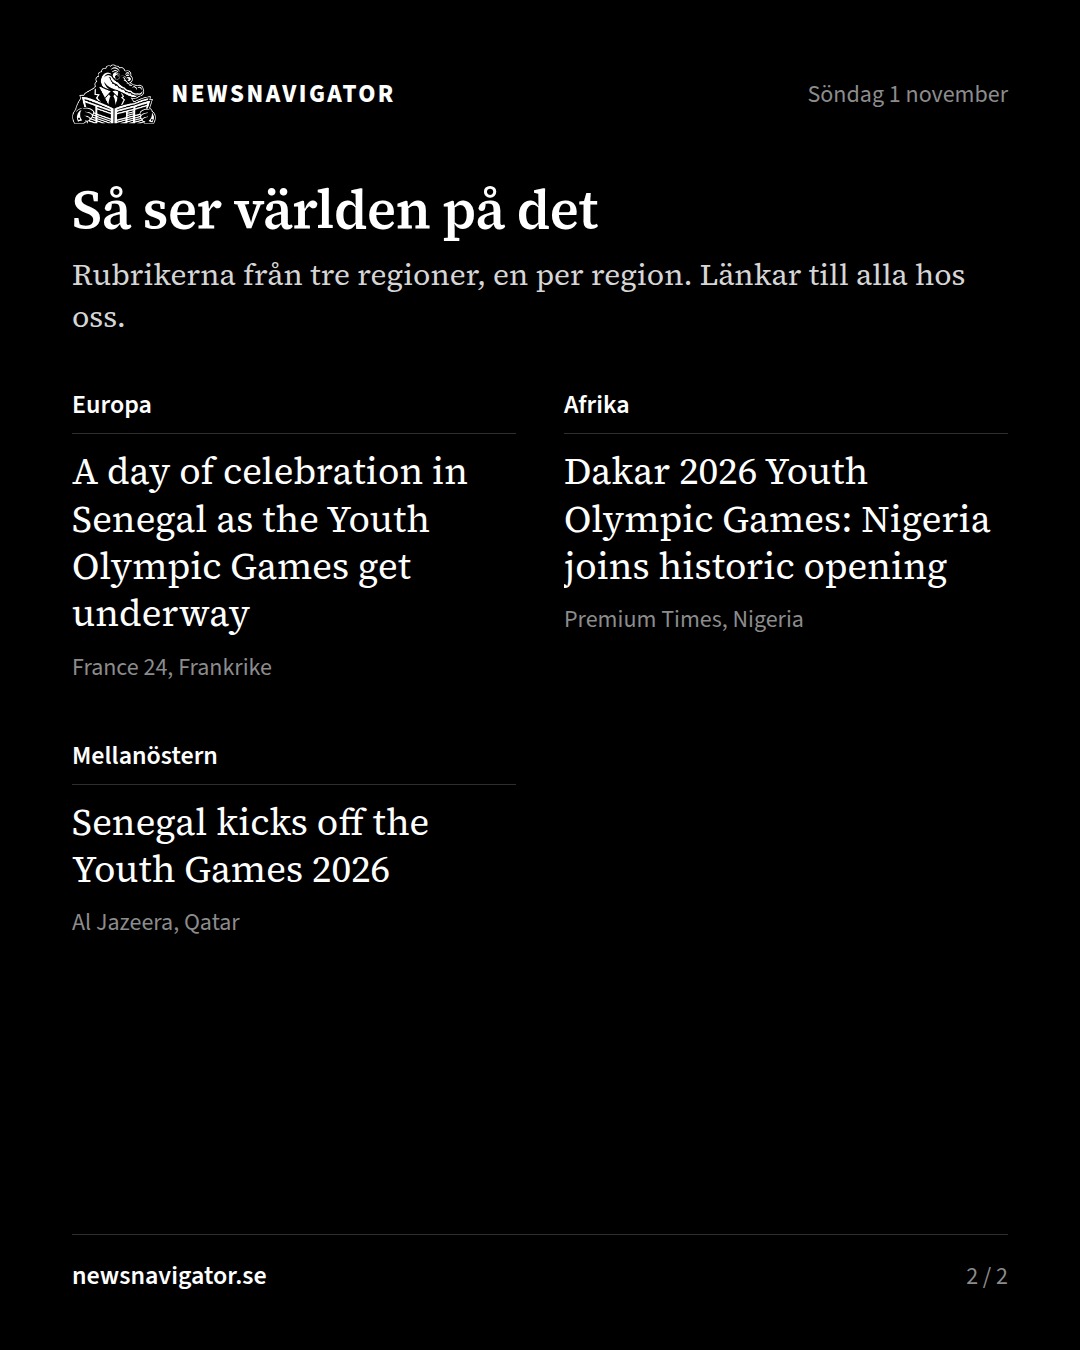 NEWSNAVIGATOR
Söndag 1 november
Så ser världen på det
Rubrikerna från tre regioner, en per region. Länkar till alla hos
oss.
Europa
A day of celebration in
Senegal as the Youth
Olympic Games get
underway
France 24, Frankrike
Afrika
Dakar 2026 Youth
Olympic Games: Nigeria
joins historic opening
Premium Times, Nigeria
Mellanöstern
Senegal kicks off the
Youth Games 2026
Al Jazeera, Qatar
newsnavigator.se
2 / 2